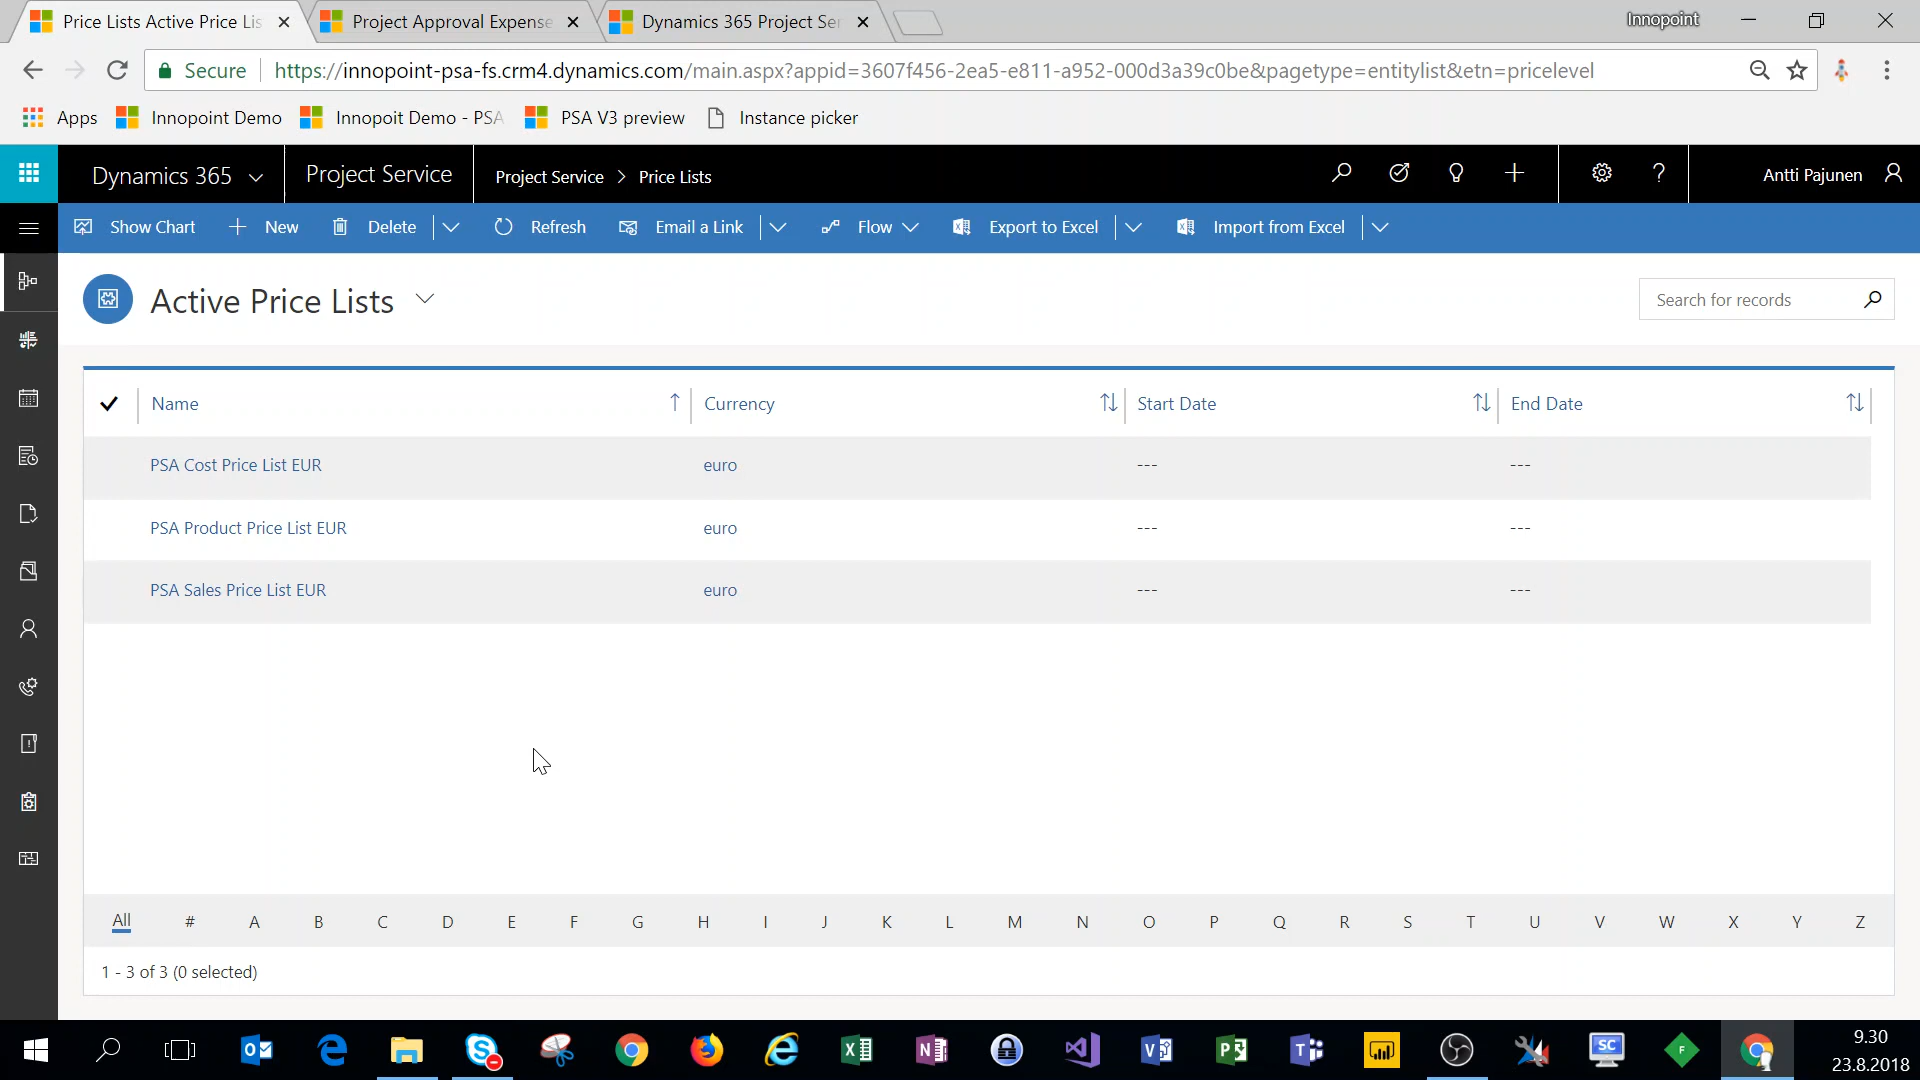 Price Lists Active Price Lis
Project Approval Expense
Dynamics 365 Project Ser
Innopoint
Secure
https://innopoint-psa-fs.crm4.dynamics.com/main.aspx?appid=3607f456-2ea5-e811-a952-000d3a39c0be&pagetype=entitylist&etn=pricelevel
Apps
Innopoint Demo
Innopoit Demo - PSA
PSA V3 preview
Instance picker
Dynamics 365
Project Service
Project Service > Price Lists
Antti Pajunen
Show Chart
New
Delete
Refresh
Email a Link
Flow
Export to Excel
Import from Excel
Active Price Lists
Search for records
Name
Currency
Start Date
End Date
PSA Cost Price List EUR euro --- ---
PSA Product Price List EUR euro --- ---
PSA Sales Price List EUR euro --- ---
All # A B C D E F G H I J K L M N O P Q R S T U V W X Y Z
1 - 3 of 3 (0 selected)
9.30
23.8.2018